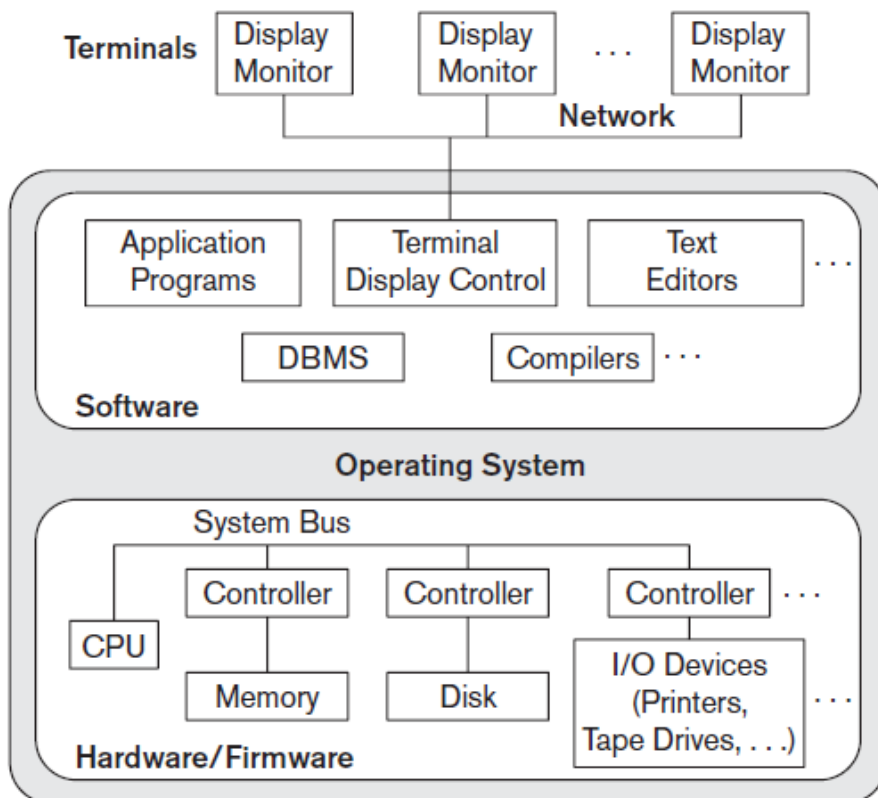 Terminals
Display
Monitor
Display
Monitor
. . .
Display
Monitor
Network
Application
Programs
Terminal
Display Control
Text
Editors
. . .
DBMS
Compilers
. . .
Software
Operating System
System Bus
Controller
Controller
Controller
. . .
CPU
Memory
Disk
I/O Devices
(Printers,
Tape Drives, . . .)
. . .
Hardware/Firmware